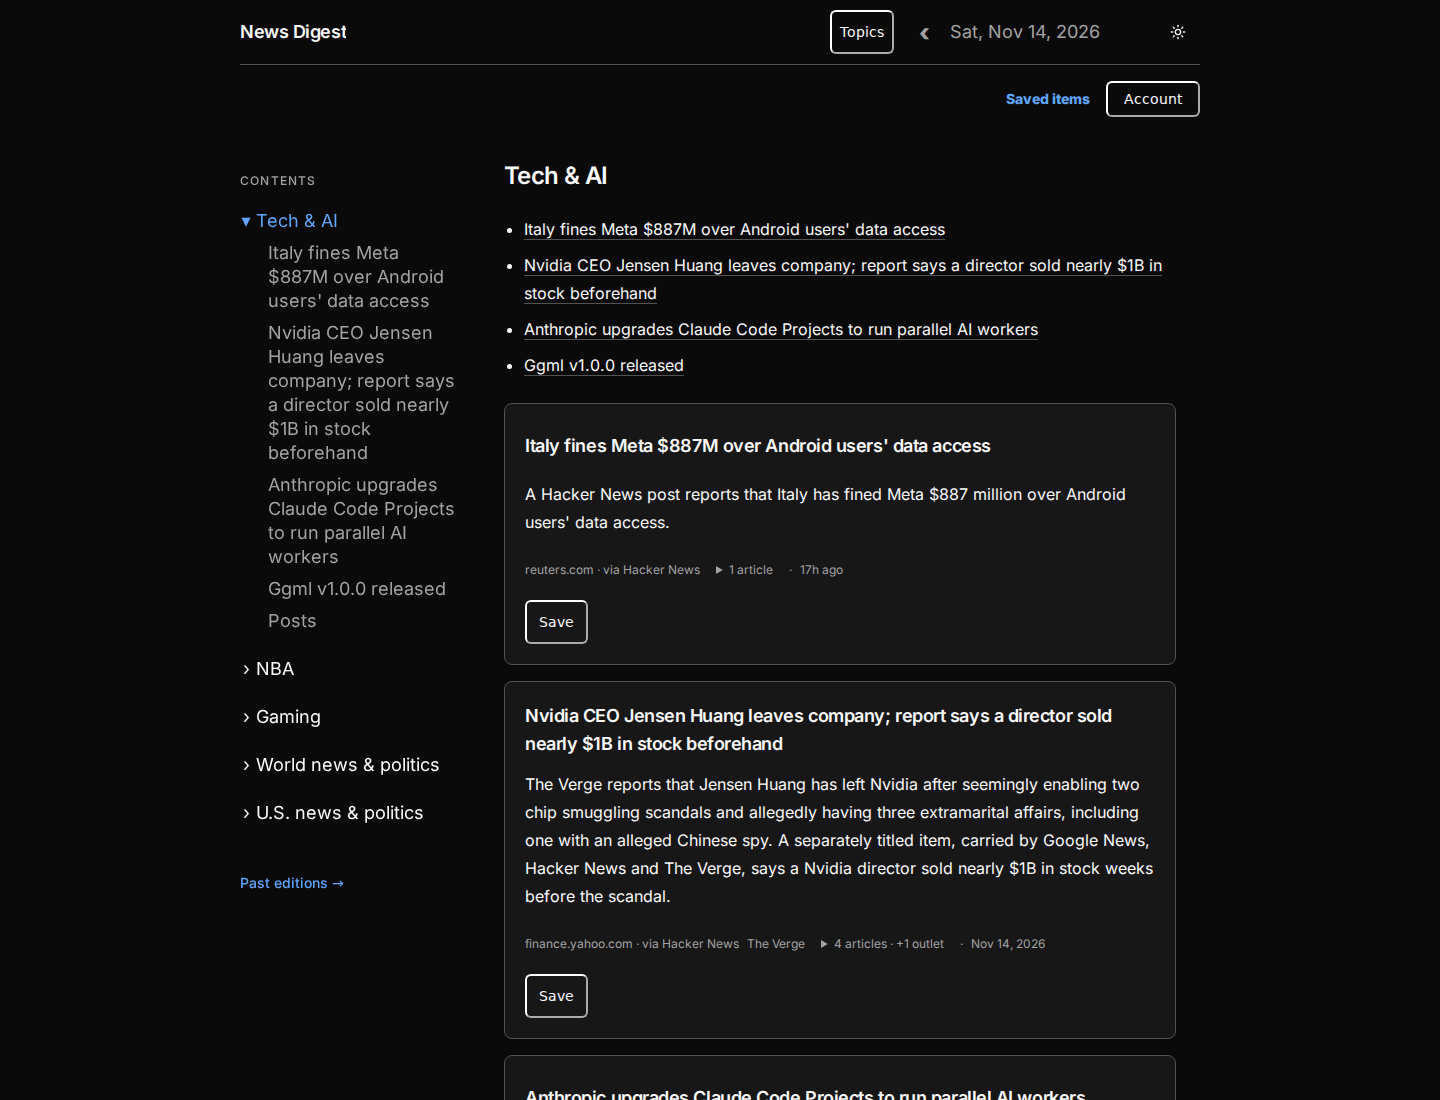 News Digest
Topics
‹ Sat, Nov 14, 2026
Saved items
Account
CONTENTS
▾ Tech & AI
Italy fines Meta
$887M over Android
users' data access
Nvidia CEO Jensen
Huang leaves
company; report says
a director sold nearly
$1B in stock
beforehand
Anthropic upgrades
Claude Code Projects
to run parallel AI
workers
Ggml v1.0.0 released
Posts
› NBA
› Gaming
› World news & politics
› U.S. news & politics
Past editions →
Tech & AI
• Italy fines Meta $887M over Android users' data access
• Nvidia CEO Jensen Huang leaves company; report says a director sold nearly $1B in
stock beforehand
• Anthropic upgrades Claude Code Projects to run parallel AI workers
• Ggml v1.0.0 released
Italy fines Meta $887M over Android users' data access
A Hacker News post reports that Italy has fined Meta $887 million over Android
users' data access.
reuters.com · via Hacker News ▶ 1 article · 17h ago
Save
Nvidia CEO Jensen Huang leaves company; report says a director sold
nearly $1B in stock beforehand
The Verge reports that Jensen Huang has left Nvidia after seemingly enabling two
chip smuggling scandals and allegedly having three extramarital affairs, including
one with an alleged Chinese spy. A separately titled item, carried by Google News,
Hacker News and The Verge, says a Nvidia director sold nearly $1B in stock weeks
before the scandal.
finance.yahoo.com · via Hacker News The Verge ▶ 4 articles · +1 outlet · Nov 14, 2026
Save
Anthropic upgrades Claude Code Projects to run parallel AI workers